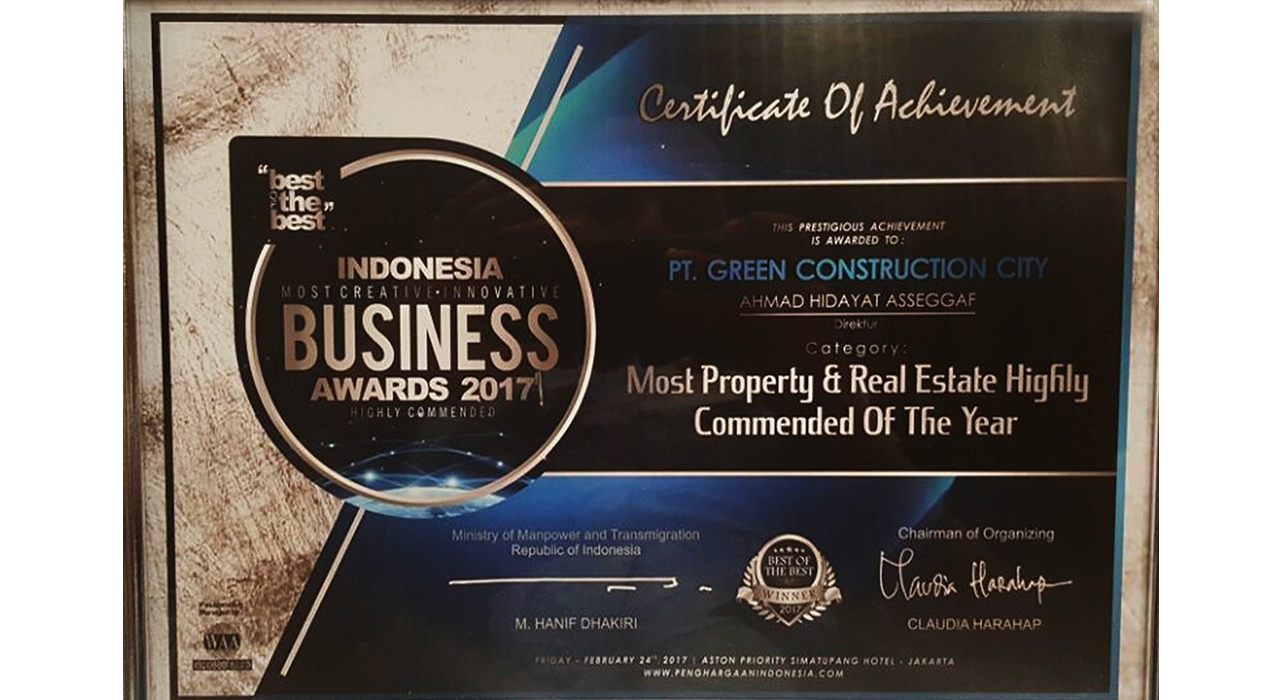 Certificate Of Achievement
“best
of the”
best
INDONESIA
MOST CREATIVE•INNOVATIVE
BUSINESS
AWARDS 2017
HIGHLY COMMENDED
THIS PRESTIGIOUS ACHIEVEMENT
IS AWARDED TO :
PT. GREEN CONSTRUCTION CITY
AHMAD HIDAYAT ASSEGGAF
Direktur
Category:
Most Property & Real Estate Highly
Commended Of The Year
Ministry of Manpower and Transmigration
Republic of Indonesia
M. HANIF DHAKIRI
BEST OF
THE BEST
WINNER
2017
Chairman of Organizing
Claudia Harahap
CLAUDIA HARAHAP
WAA
FRIDAY - FEBRUARY 24th, 2017 | ASTON PRIORITY SIMATUPANG HOTEL - JAKARTA
WWW.PENGHARGAANINDONESIA.COM